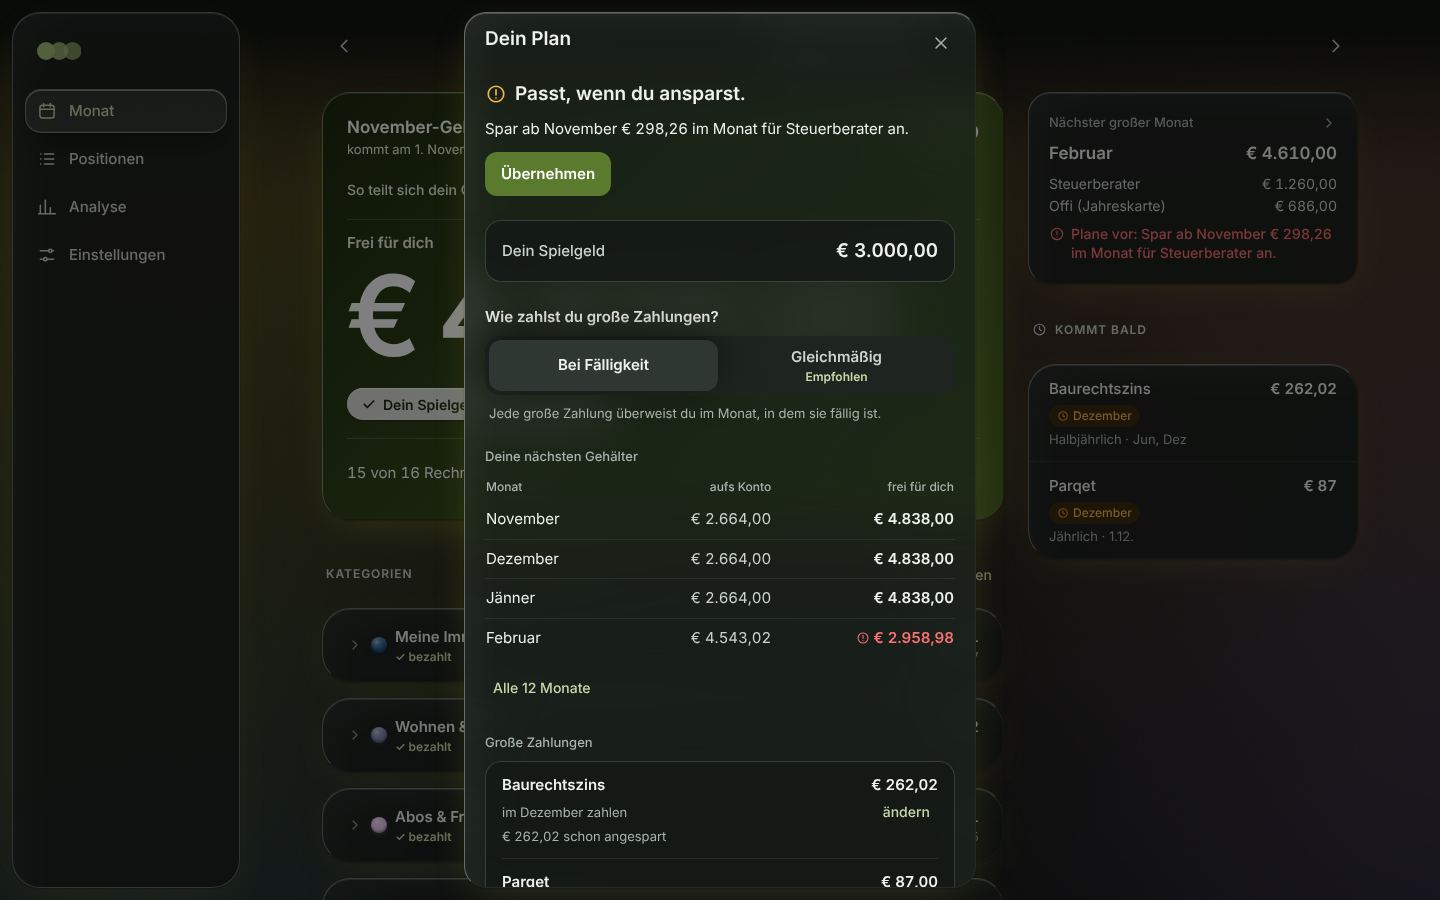 Monat
Positionen
Analyse
Einstellungen
November-Gel
kommt am 1. Novem
So teilt sich dein G
Frei für dich
€ 4
Dein Spielge
15 von 16 Rechn
KATEGORIEN
en
Meine Im
bezahlt
Wohnen &
bezahlt
Abos & Fr
bezahlt
Dein Plan
Passt, wenn du ansparst.
Spar ab November € 298,26 im Monat für Steuerberater an.
Übernehmen
Dein Spielgeld € 3.000,00
Wie zahlst du große Zahlungen?
Bei Fälligkeit
Gleichmäßig
Empfohlen
Jede große Zahlung überweist du im Monat, in dem sie fällig ist.
Deine nächsten Gehälter
Monat aufs Konto frei für dich
November € 2.664,00 € 4.838,00
Dezember € 2.664,00 € 4.838,00
Jänner € 2.664,00 € 4.838,00
Februar € 4.543,02 € 2.958,98
Alle 12 Monate
Große Zahlungen
Baurechtszins € 262,02
im Dezember zahlen ändern
€ 262,02 schon angespart
Parqet € 87,00
Nächster großer Monat
Februar € 4.610,00
Steuerberater € 1.260,00
Offi (Jahreskarte) € 686,00
Plane vor: Spar ab November € 298,26
im Monat für Steuerberater an.
KOMMT BALD
Baurechtszins € 262,02
Dezember
Halbjährlich · Jun, Dez
Parqet € 87
Dezember
Jährlich · 1.12.